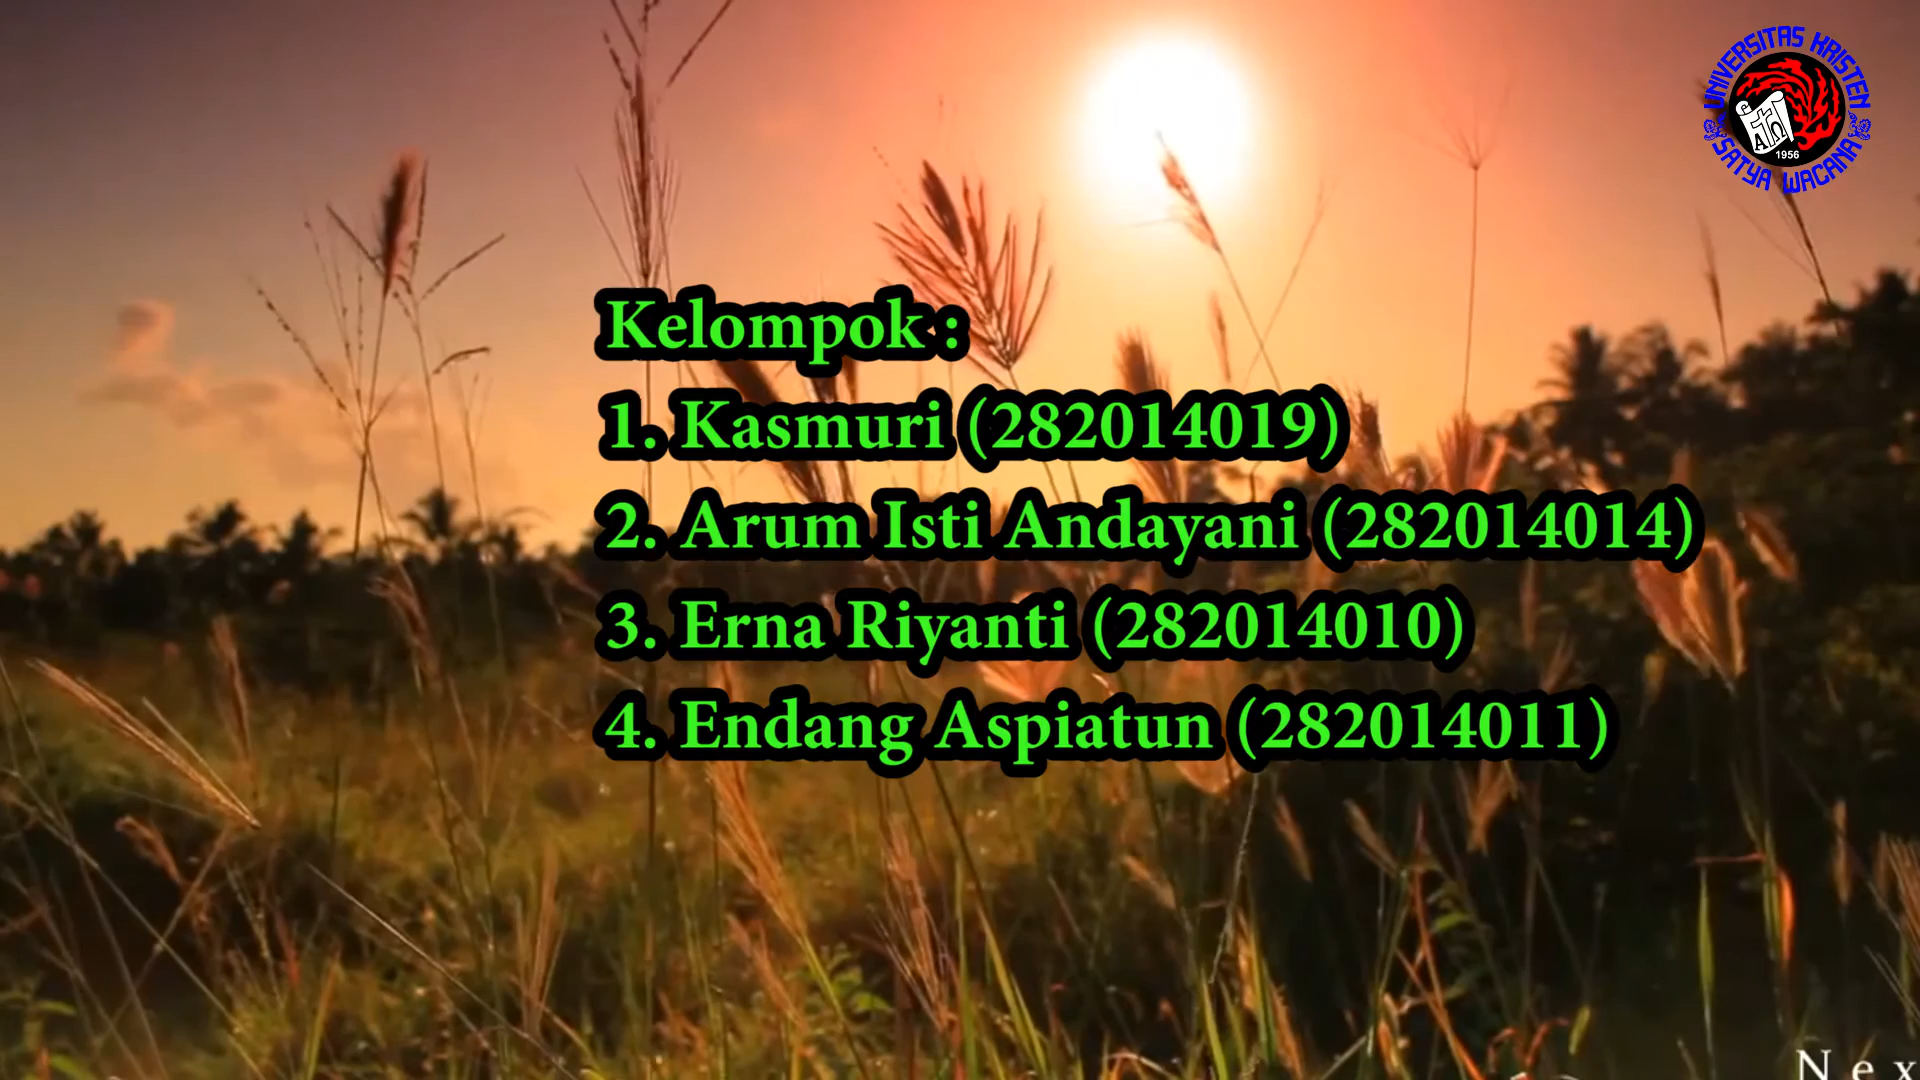 UNIVERSITAS KRISTEN
SATYA WACANA
1956
Kelompok :
1. Kasmuri (282014019)
2. Arum Isti Andayani (282014014)
3. Erna Riyanti (282014010)
4. Endang Aspiatun (282014011)